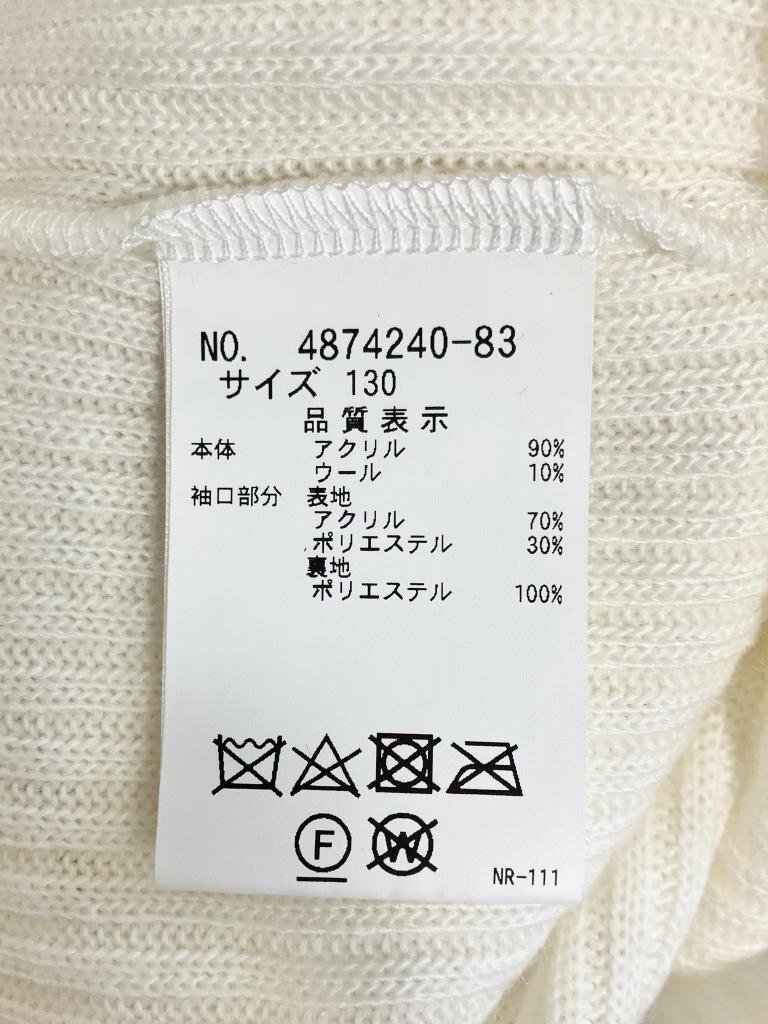 NO. 4874240-83
サイズ 130
品質表示
本体 アクリル 90%
ウール 10%
袖口部分 表地
アクリル 70%
ポリエステル 30%
裏地
ポリエステル 100%
F W
NR-111